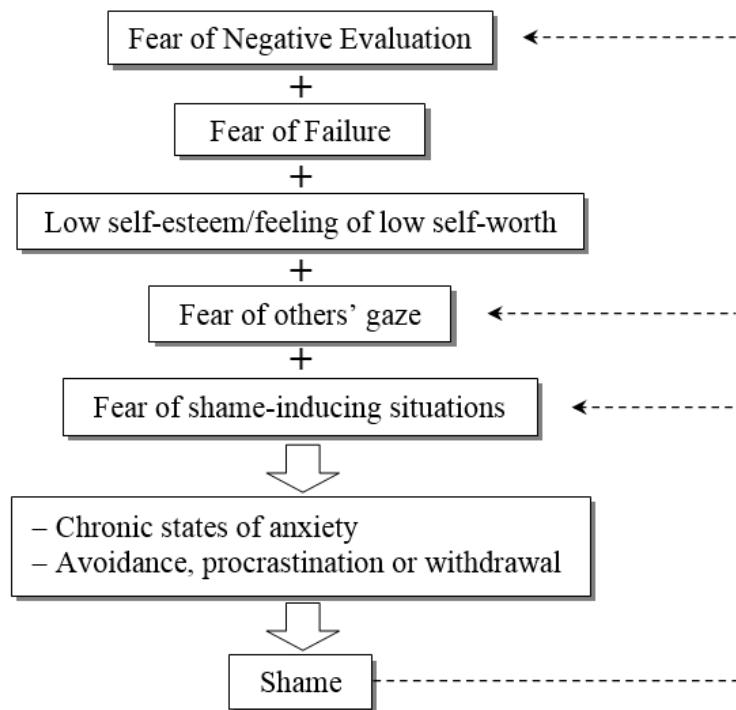 Fear of Negative Evaluation
+
Fear of Failure
+
Low self-esteem/feeling of low self-worth
+
Fear of others’ gaze
+
Fear of shame-inducing situations
– Chronic states of anxiety
– Avoidance, procrastination or withdrawal
Shame